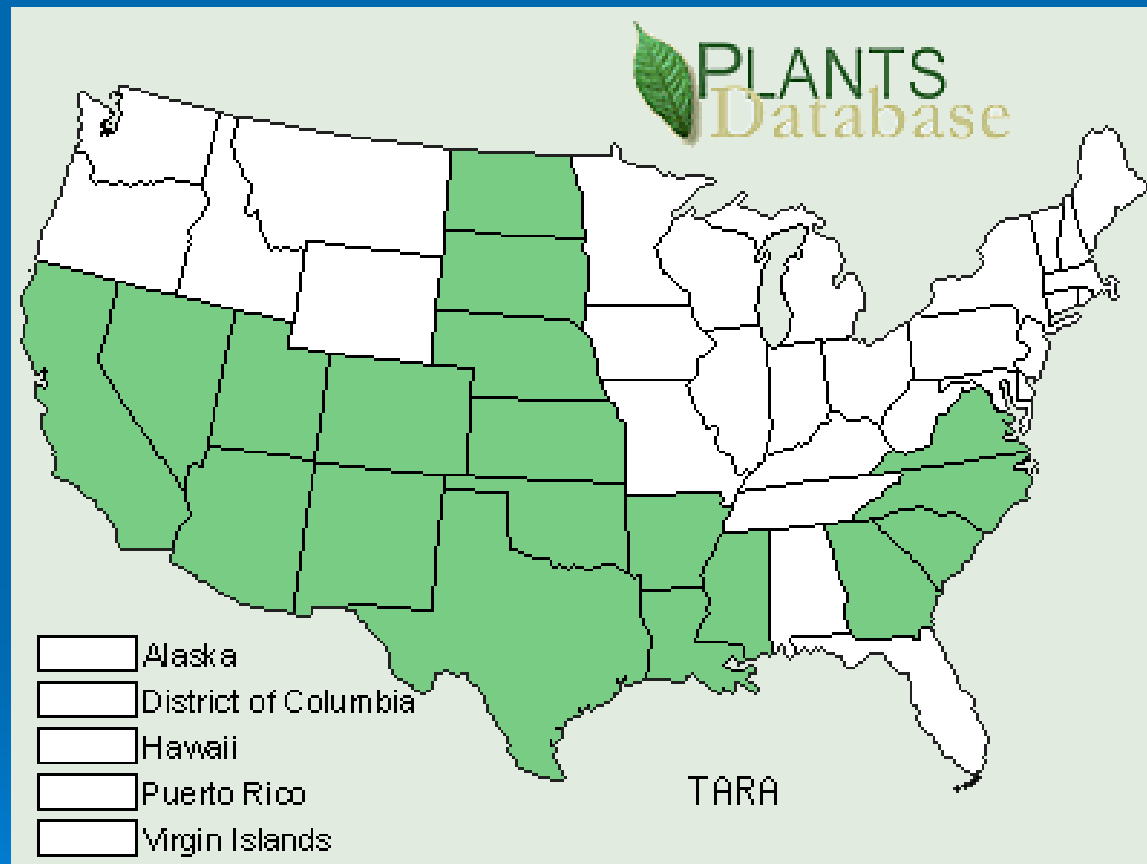 PLANTS
Database
Alaska
District of Columbia
Hawaii
Puerto Rico
Virgin Islands
TARA